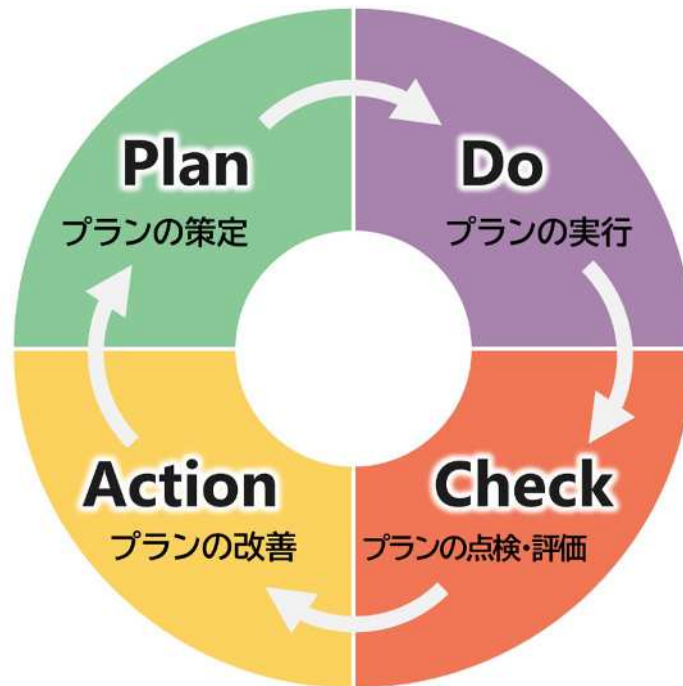 Plan
プランの策定
Do
プランの実行
Check
プランの点検・評価
Action
プランの改善